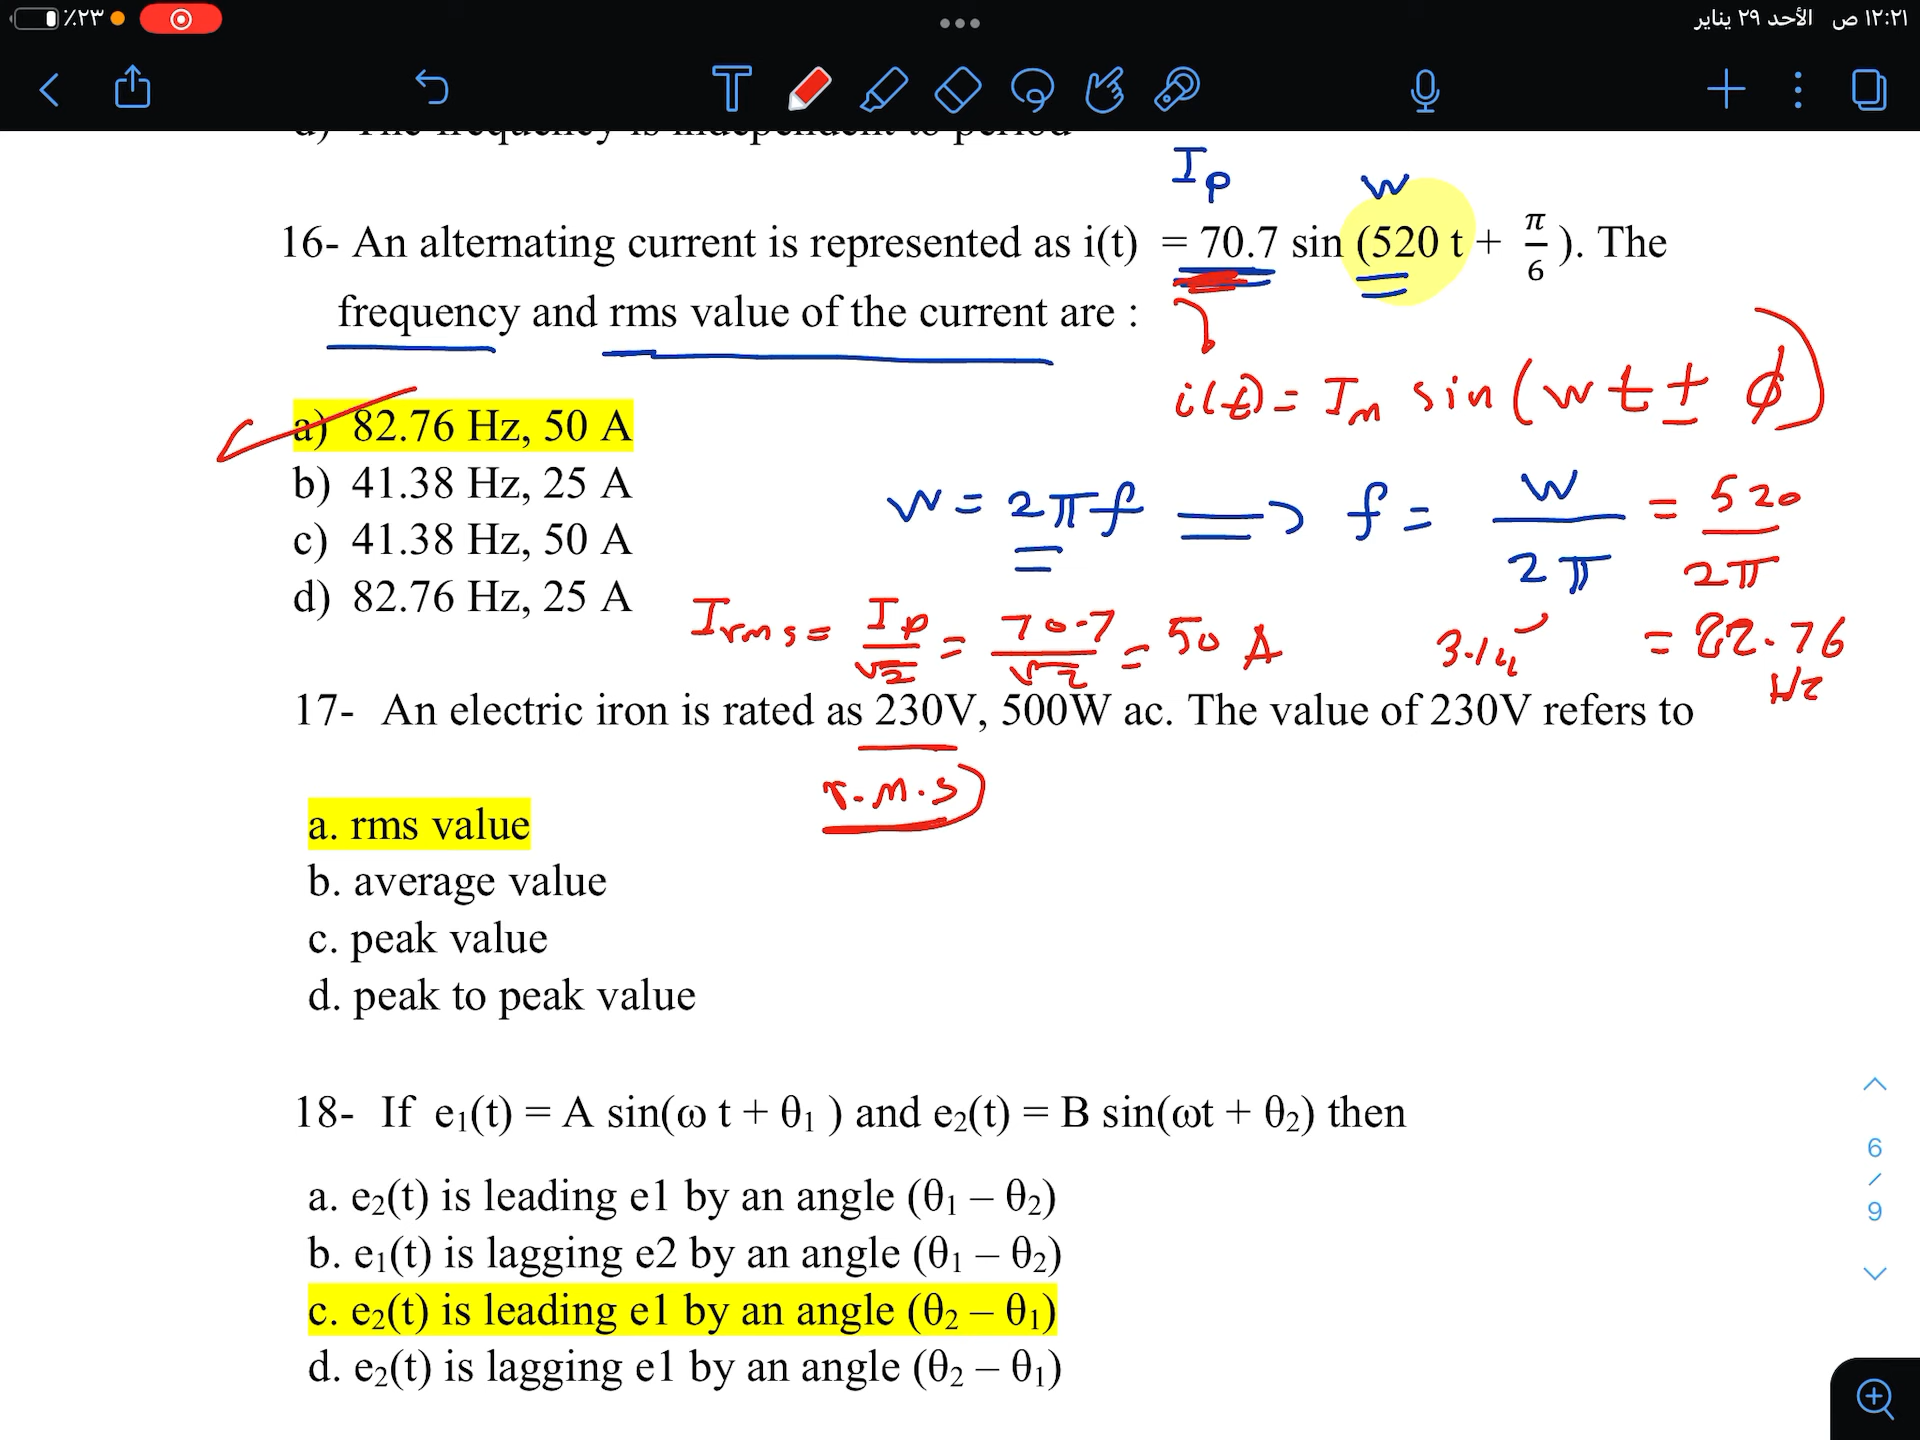 ٪٢٣
١٢:٢١ ص الأحد ٢٩ يناير
T
d) The frequency is independent to period
Ip
w
16- An alternating current is represented as i(t) = 70.7 sin (520 t + π/6 ). The
frequency and rms value of the current are :
i(t) = Im sin(wt ± ϕ)
a) 82.76 Hz, 50 A
b) 41.38 Hz, 25 A
c) 41.38 Hz, 50 A
d) 82.76 Hz, 25 A
w = 2πf ⟹ f = w/2π = 520/2π
3.14
= 82.76 Hz
Irms = Ip/√2 = 70.7/√2 = 50 A
17- An electric iron is rated as 230V, 500W ac. The value of 230V refers to
r.m.s
a. rms value
b. average value
c. peak value
d. peak to peak value
18- If e₁(t) = A sin(ω t + θ₁ ) and e₂(t) = B sin(ωt + θ₂) then
a. e₂(t) is leading e1 by an angle (θ₁ – θ₂)
b. e₁(t) is lagging e2 by an angle (θ₁ – θ₂)
c. e₂(t) is leading e1 by an angle (θ₂ – θ₁)
d. e₂(t) is lagging e1 by an angle (θ₂ – θ₁)
6
/
9